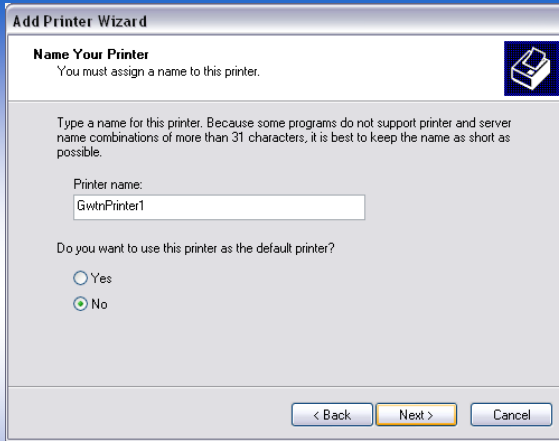 Add Printer Wizard
Name Your Printer
You must assign a name to this printer.
Type a name for this printer. Because some programs do not support printer and server
name combinations of more than 31 characters, it is best to keep the name as short as
possible.
Printer name:
GwtnPrinter1
Do you want to use this printer as the default printer?
Yes
No
< Back Next > Cancel